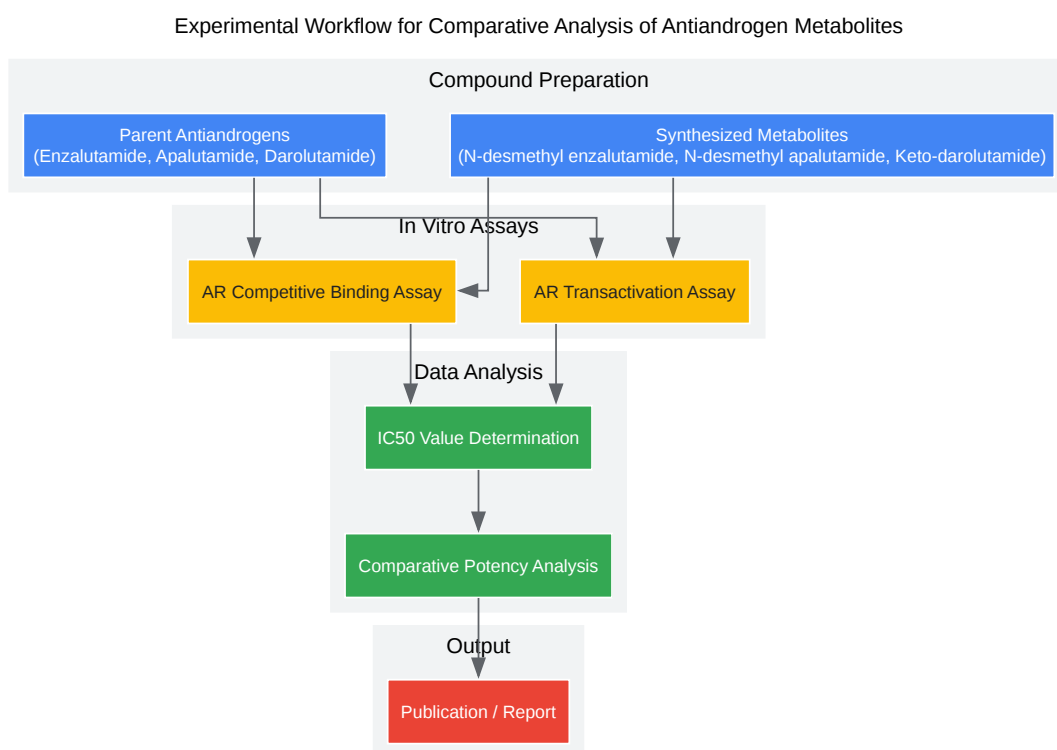 Experimental Workflow for Comparative Analysis of Antiandrogen Metabolites
Compound Preparation
Parent Antiandrogens
(Enzalutamide, Apalutamide, Darolutamide)
Synthesized Metabolites
(N-desmethyl enzalutamide, N-desmethyl apalutamide, Keto-darolutamide)
In Vitro Assays
AR Competitive Binding Assay
AR Transactivation Assay
Data Analysis
IC50 Value Determination
Comparative Potency Analysis
Output
Publication / Report